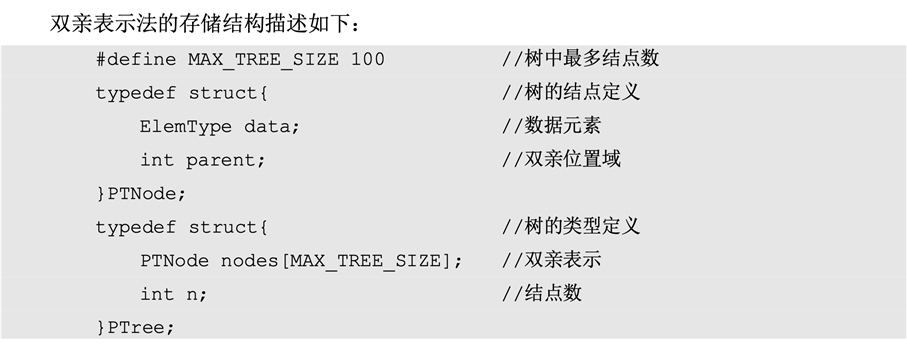 双亲表示法的存储结构描述如下：
#define MAX_TREE_SIZE 100 //树中最多结点数
typedef struct{ //树的结点定义
ElemType data; //数据元素
int parent; //双亲位置域
}PTNode;
typedef struct{ //树的类型定义
PTNode nodes[MAX_TREE_SIZE]; //双亲表示
int n; //结点数
}PTree;